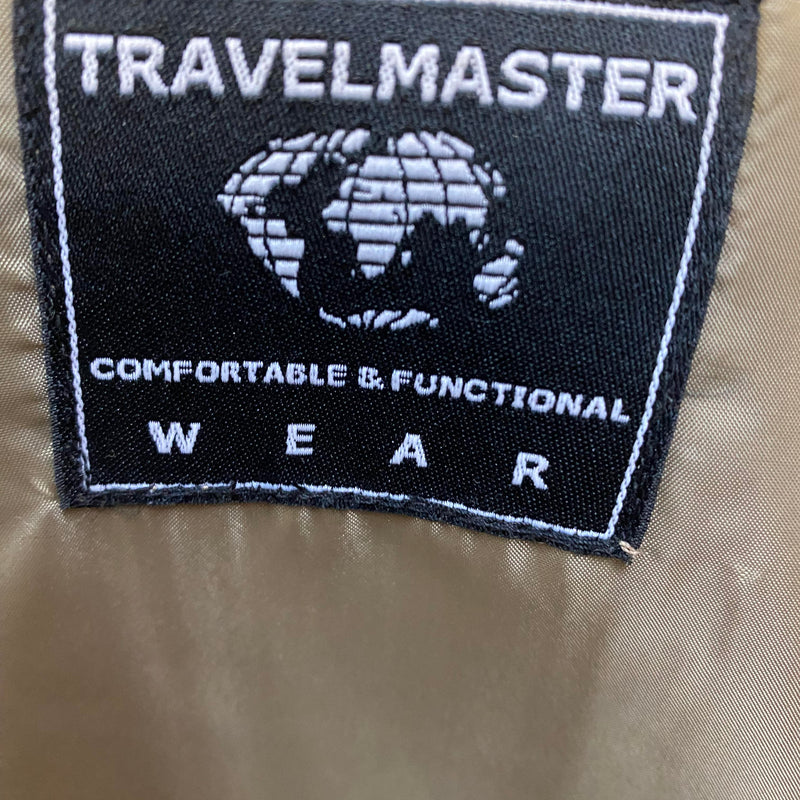 TRAVELMASTER
COMFORTABLE & FUNCTIONAL
WEAR